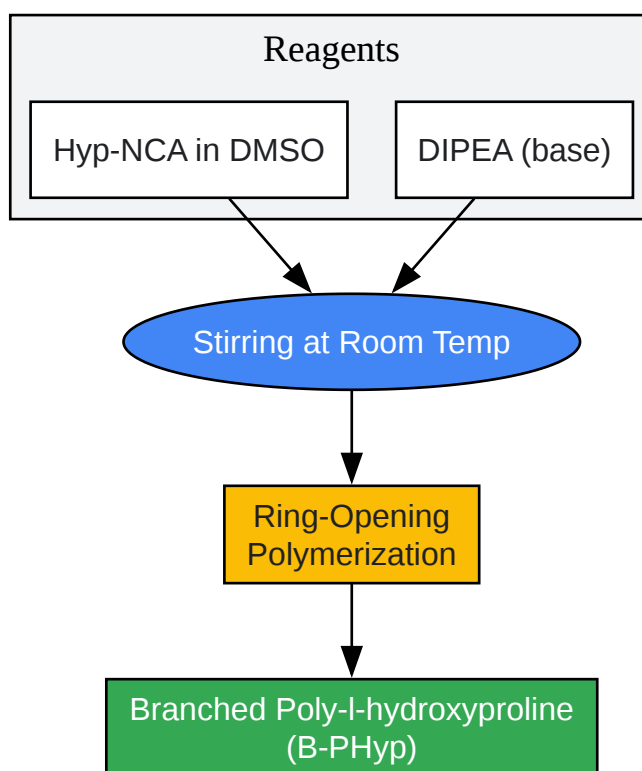 Reagents
Hyp-NCA in DMSO
DIPEA (base)
Stirring at Room Temp
Ring-Opening
Polymerization
Branched Poly-l-hydroxyproline
(B-PHyp)